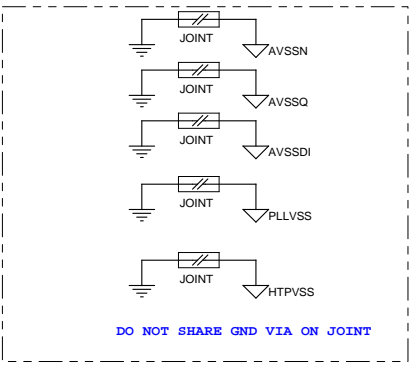 JOINT
AVSSN
JOINT
AVSSQ
JOINT
AVSSDI
JOINT
PLLVSS
JOINT
HTPVSS
DO NOT SHARE GND VIA ON JOINT